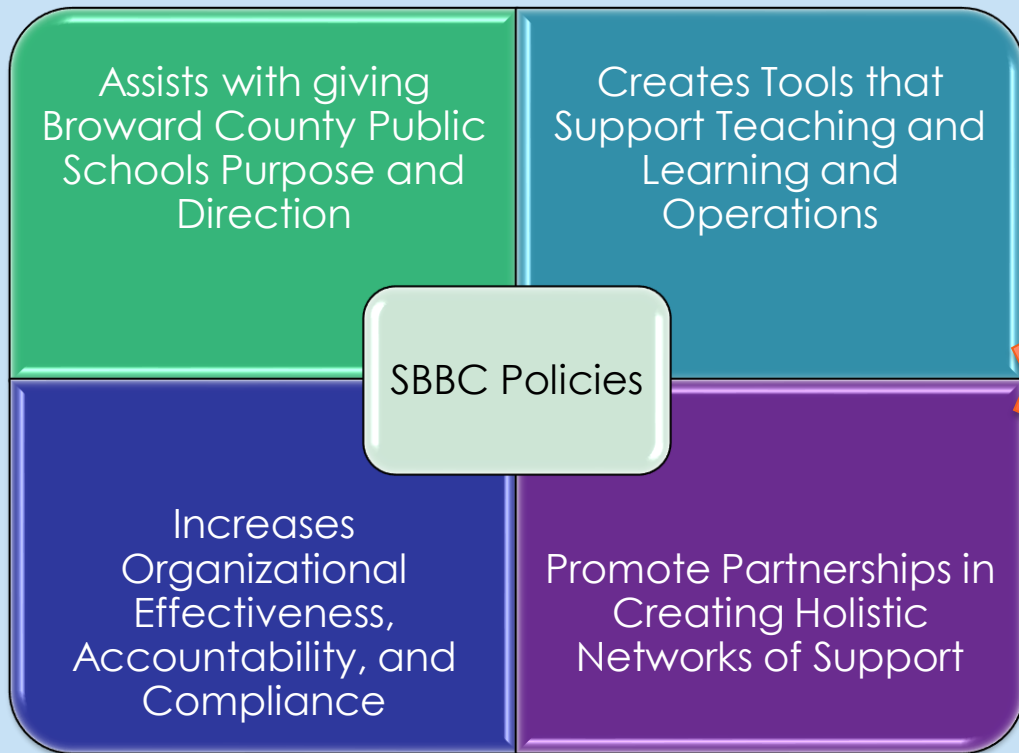 Assists with giving
Broward County Public
Schools Purpose and
Direction
Creates Tools that
Support Teaching and
Learning and
Operations
SBBC Policies
Increases
Organizational
Effectiveness,
Accountability, and
Compliance
Promote Partnerships in
Creating Holistic
Networks of Support